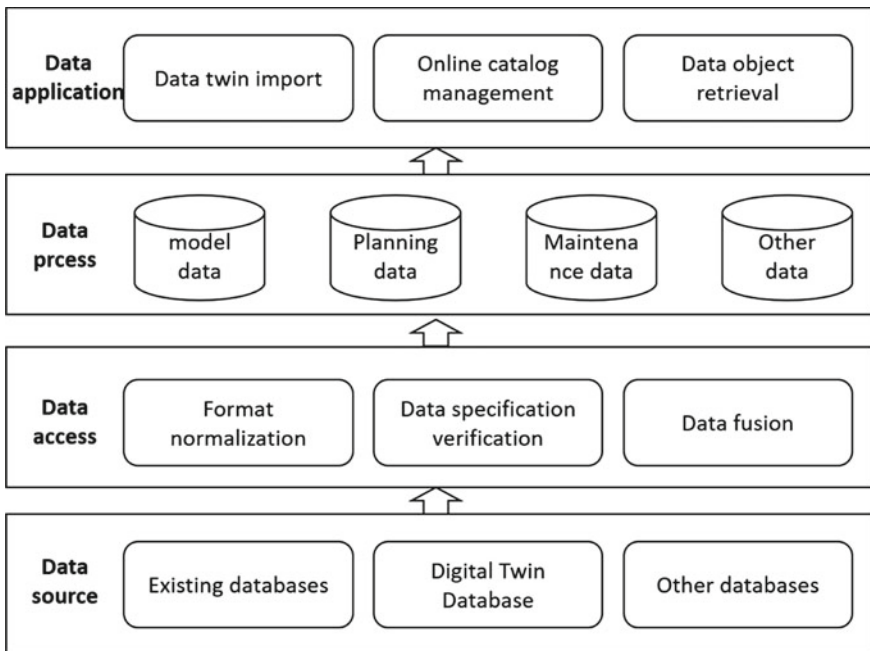 Data
application
Data twin import
Online catalog
management
Data object
retrieval
Data
prcess
model
data
Planning
data
Maintena
nce data
Other
data
Data
access
Format
normalization
Data specification
verification
Data fusion
Data
source
Existing databases
Digital Twin
Database
Other databases